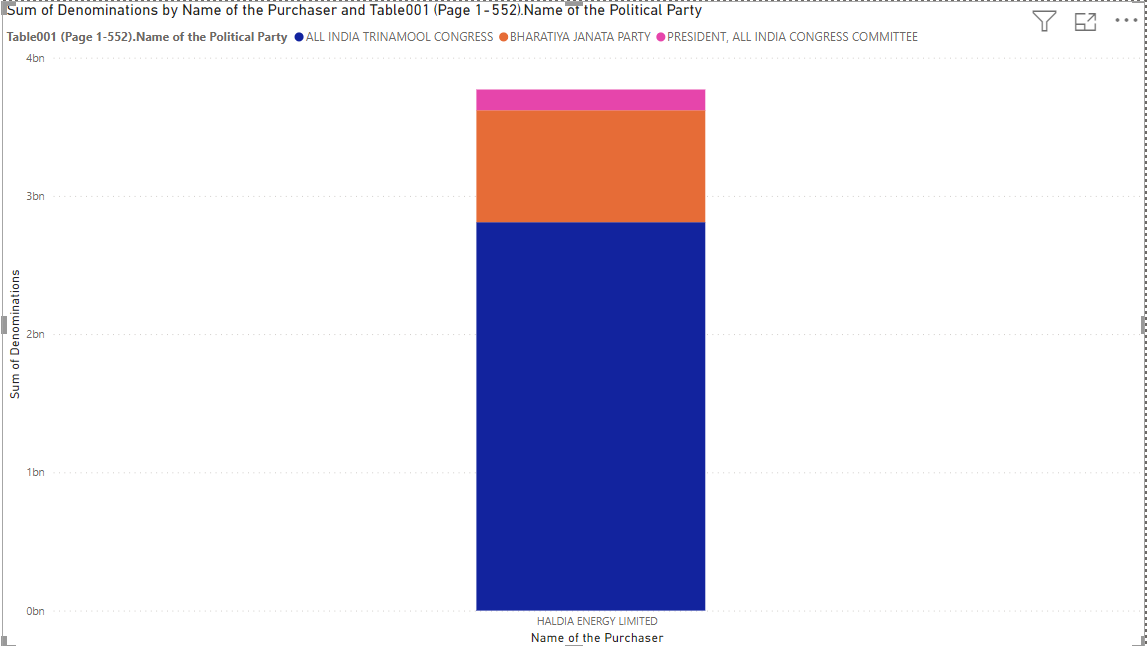 Sum of Denominations by Name of the Purchaser and Table001 (Page 1-552).Name of the Political Party
Table001 (Page 1-552).Name of the Political Party ALL INDIA TRINAMOOL CONGRESS BHARATIYA JANATA PARTY PRESIDENT, ALL INDIA CONGRESS COMMITTEE
4bn
3bn
2bn
1bn
0bn
Sum of Denominations
HALDIA ENERGY LIMITED
Name of the Purchaser